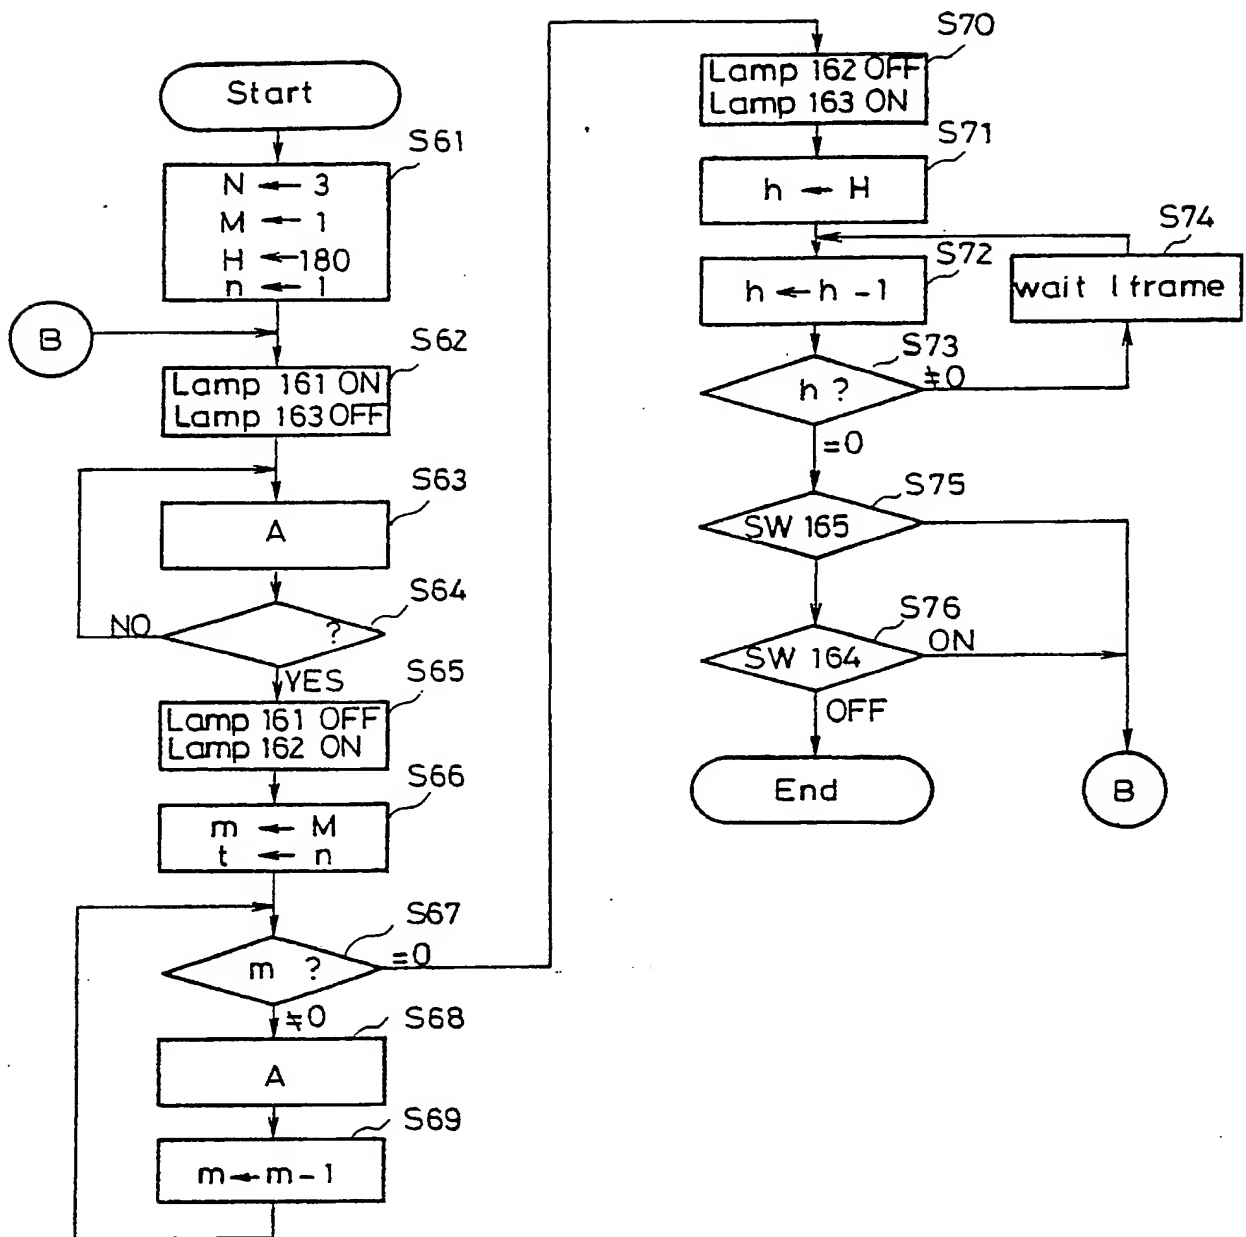 Start
S61
N ← 3
M ← 1
H ← 180
n ← 1
B
S62
Lamp 161 ON
Lamp 163 OFF
S63
A
S64
?
NO
YES
S65
Lamp 161 OFF
Lamp 162 ON
S66
m ← M
t ← n
S67
m ?
=0
≠0
S68
A
S69
m ← m - 1
S70
Lamp 162 OFF
Lamp 163 ON
S71
h ← H
S72
h ← h - 1
S74
wait 1 frame
S73
h ?
≠0
=0
S75
SW 165
S76
SW 164
ON
OFF
End
B